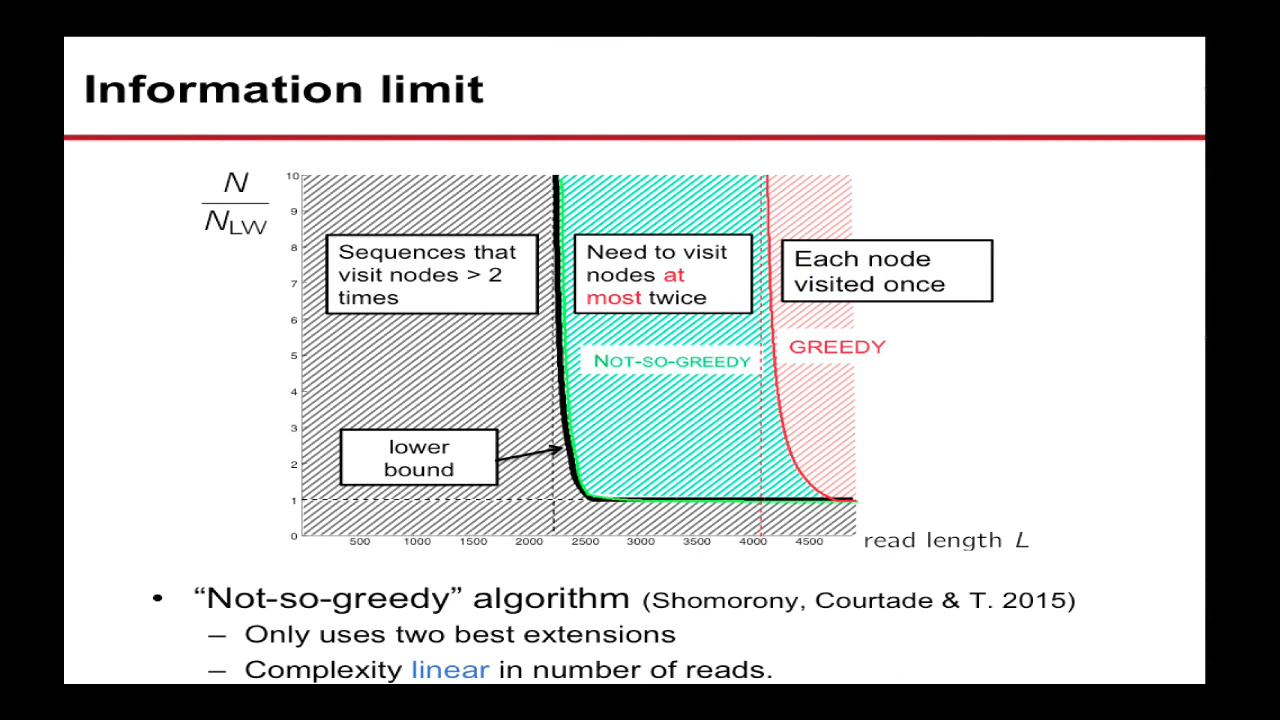 Information limit
N
NLW
10
9
8
7
6
5
4
3
2
1
0
Sequences that
visit nodes > 2
times
Need to visit
nodes at
most twice
Each node
visited once
NOT-SO-GREEDY
GREEDY
lower
bound
500 1000 1500 2000 2500 3000 3500 4000 4500
read length L
• “Not-so-greedy” algorithm (Shomorony, Courtade & T. 2015)
– Only uses two best extensions
– Complexity linear in number of reads.